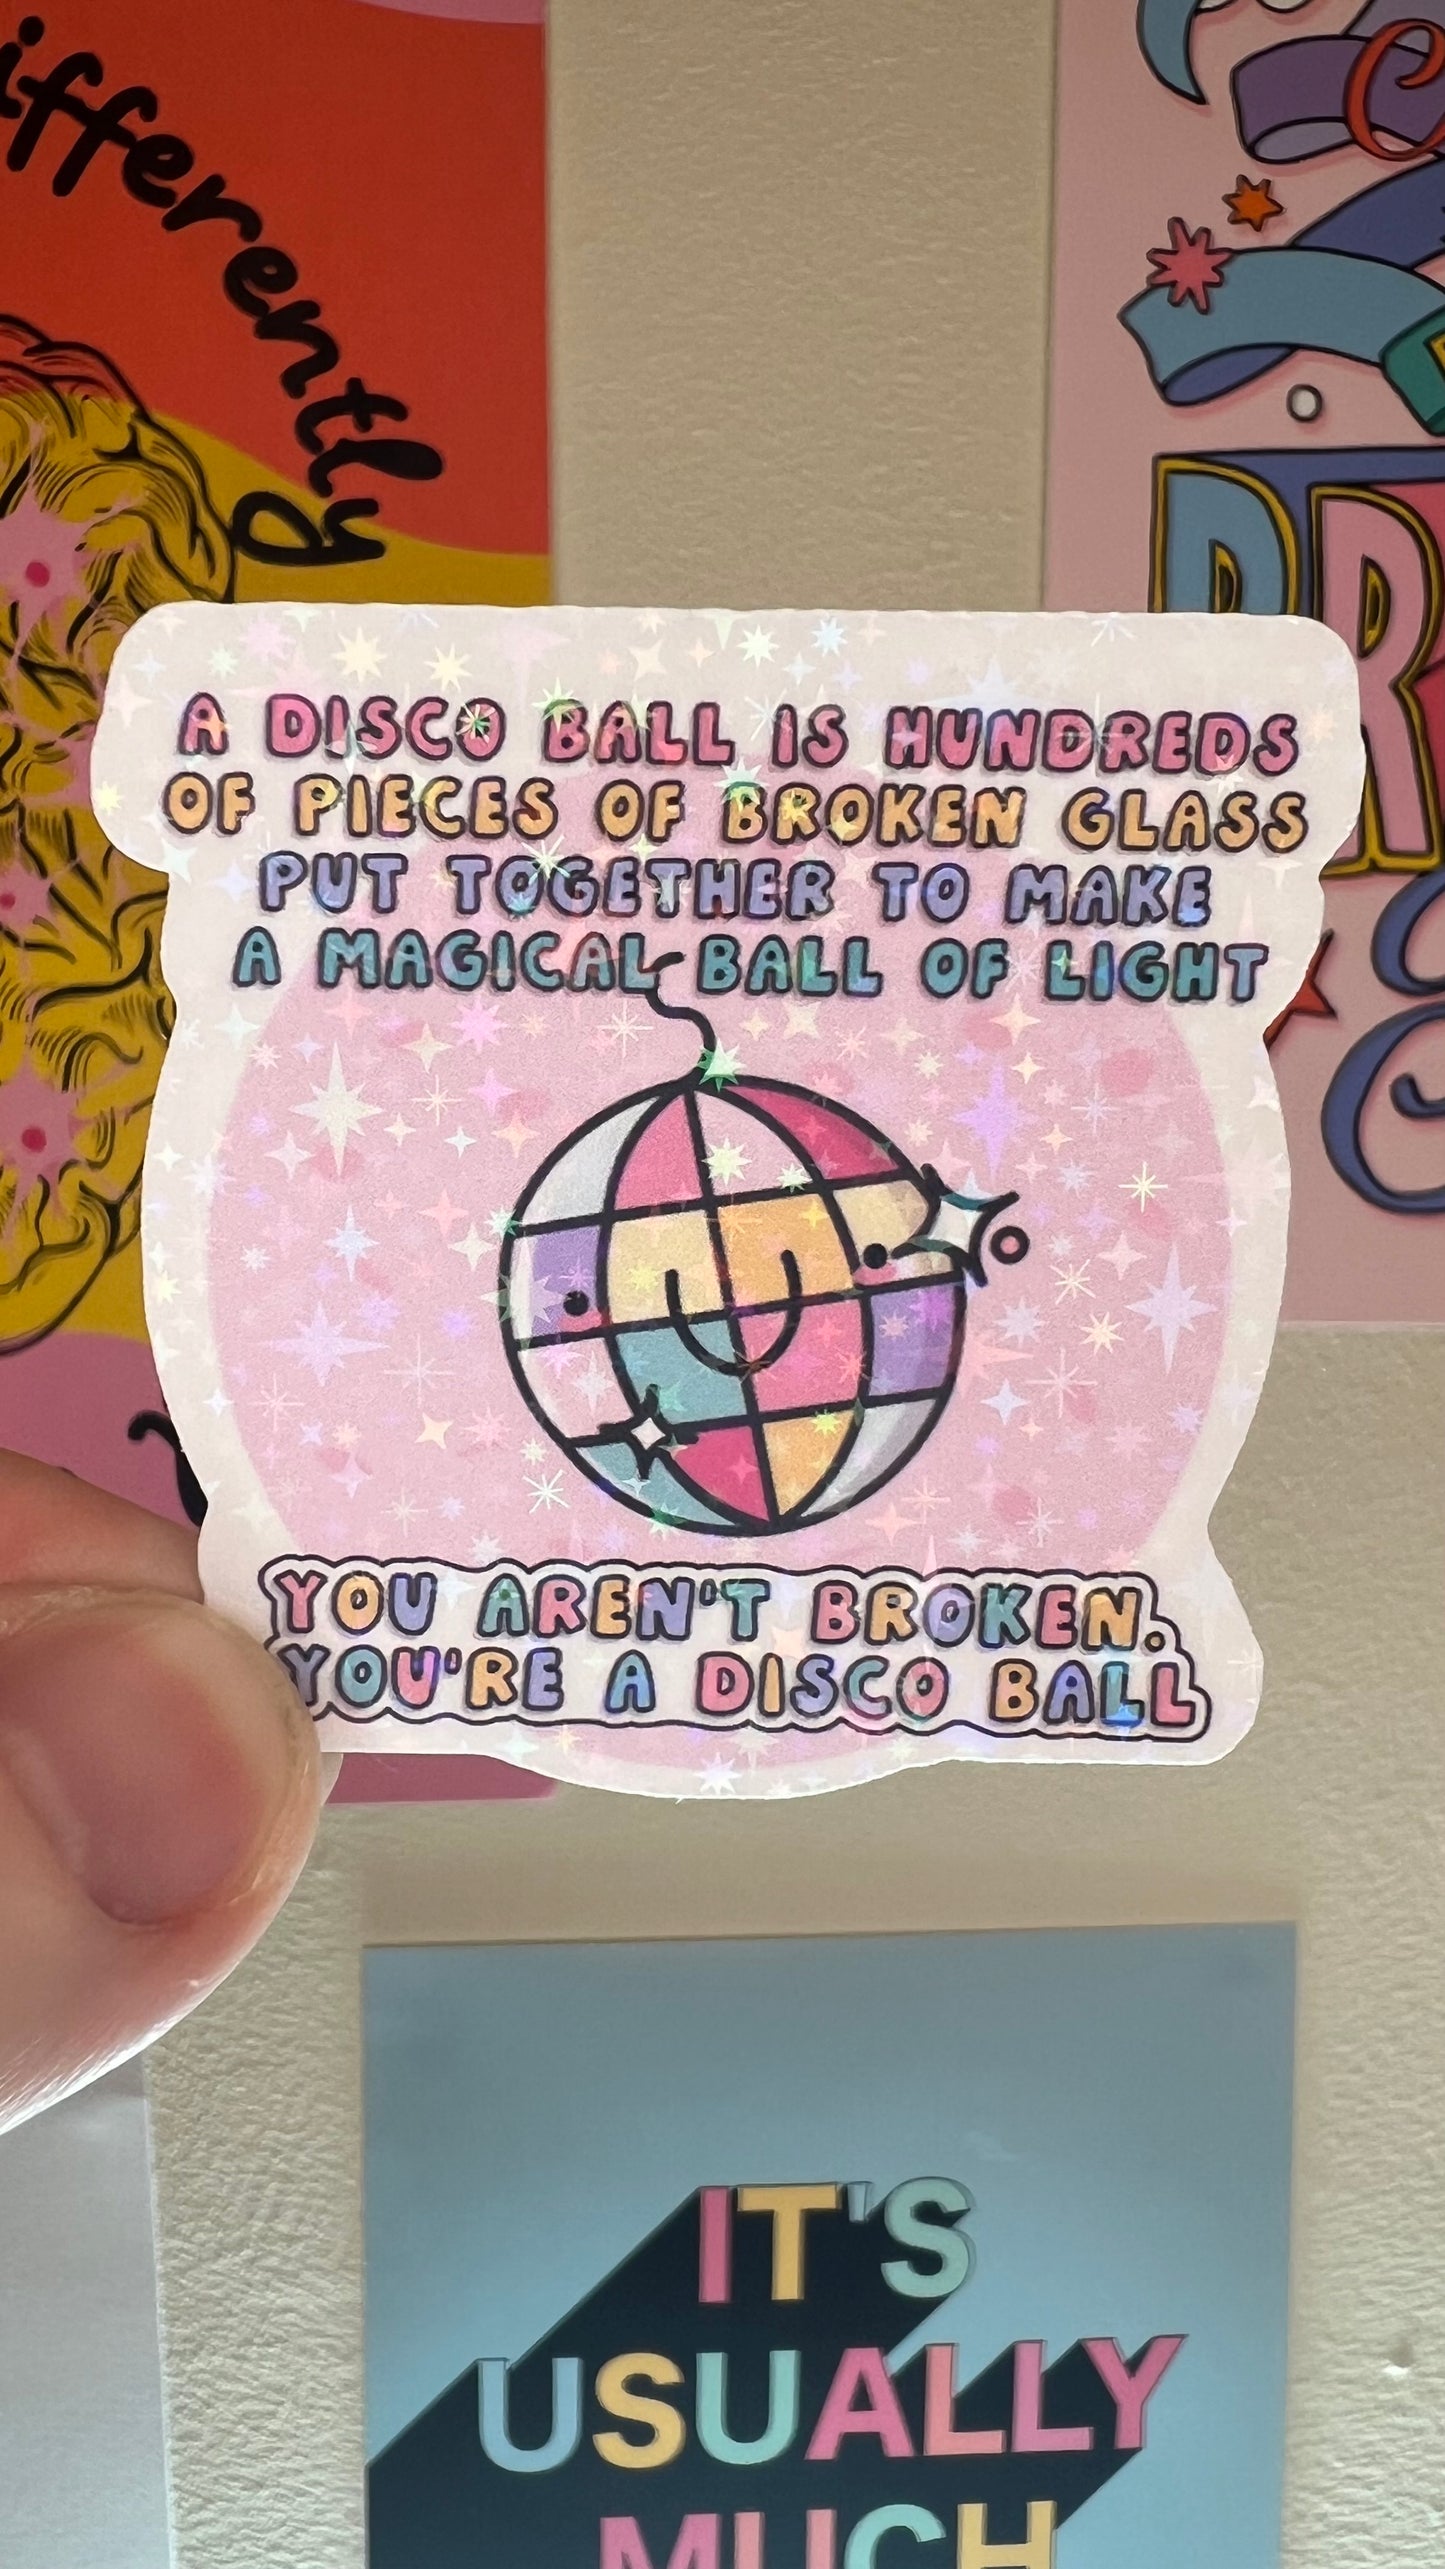 ifferently
A DISCO BALL IS HUNDREDS
OF PIECES OF BROKEN GLASS
PUT TOGETHER TO MAKE
A MAGICAL BALL OF LIGHT
YOU AREN'T BROKEN.
YOU'RE A DISCO BALL
IT'S
USUALLY
MUCH